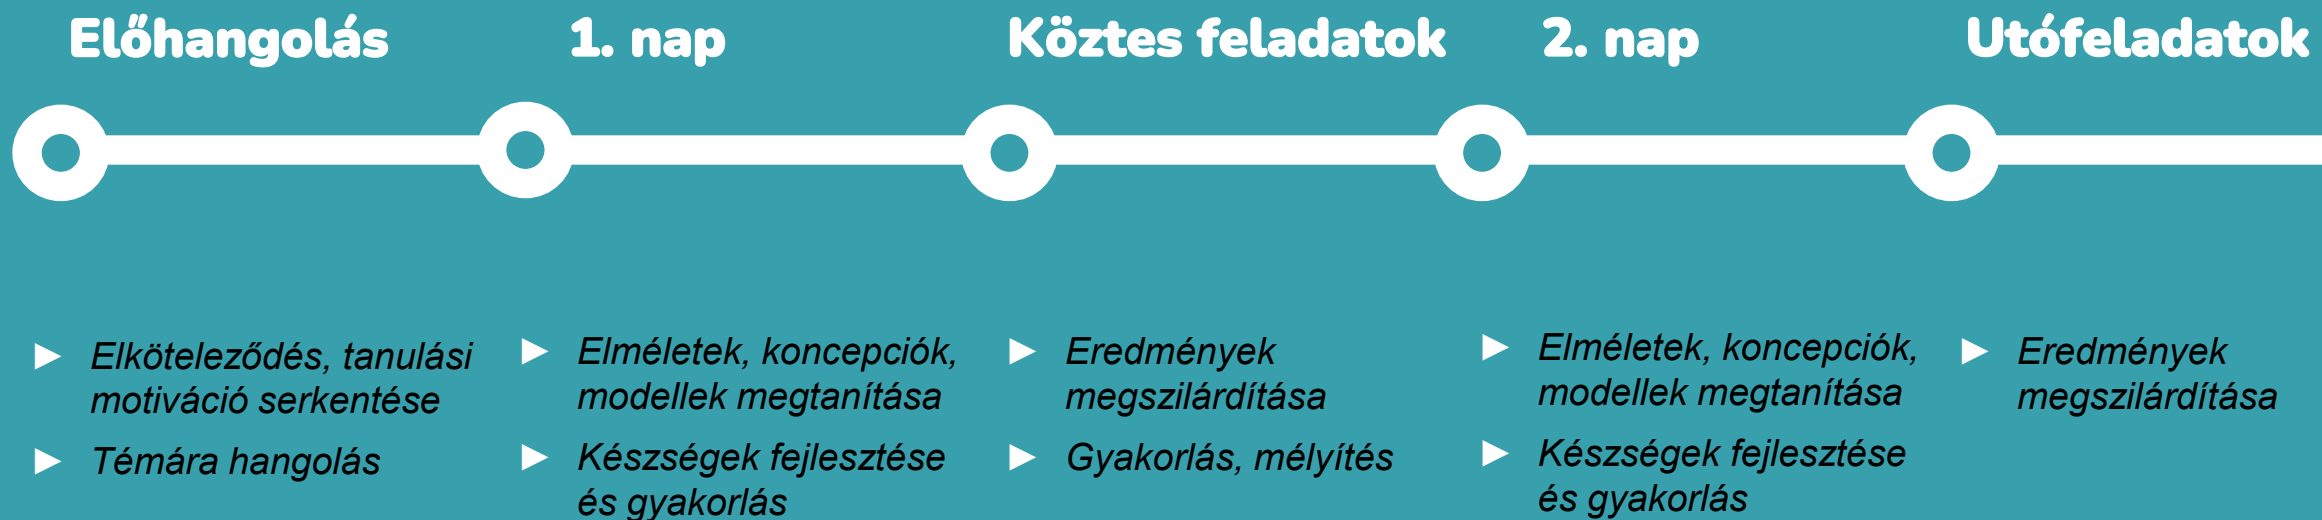 Előhangolás
1. nap
Köztes feladatok
2. nap
Utófeladatok
Elköteleződés, tanulási
motiváció serkentése
Témára hangolás
Elméletek, koncepciók,
modellek megtanítása
Készségek fejlesztése
és gyakorlás
Eredmények
megszilárdítása
Gyakorlás, mélyítés
Elméletek, koncepciók,
modellek megtanítása
Készségek fejlesztése
és gyakorlás
Eredmények
megszilárdítása